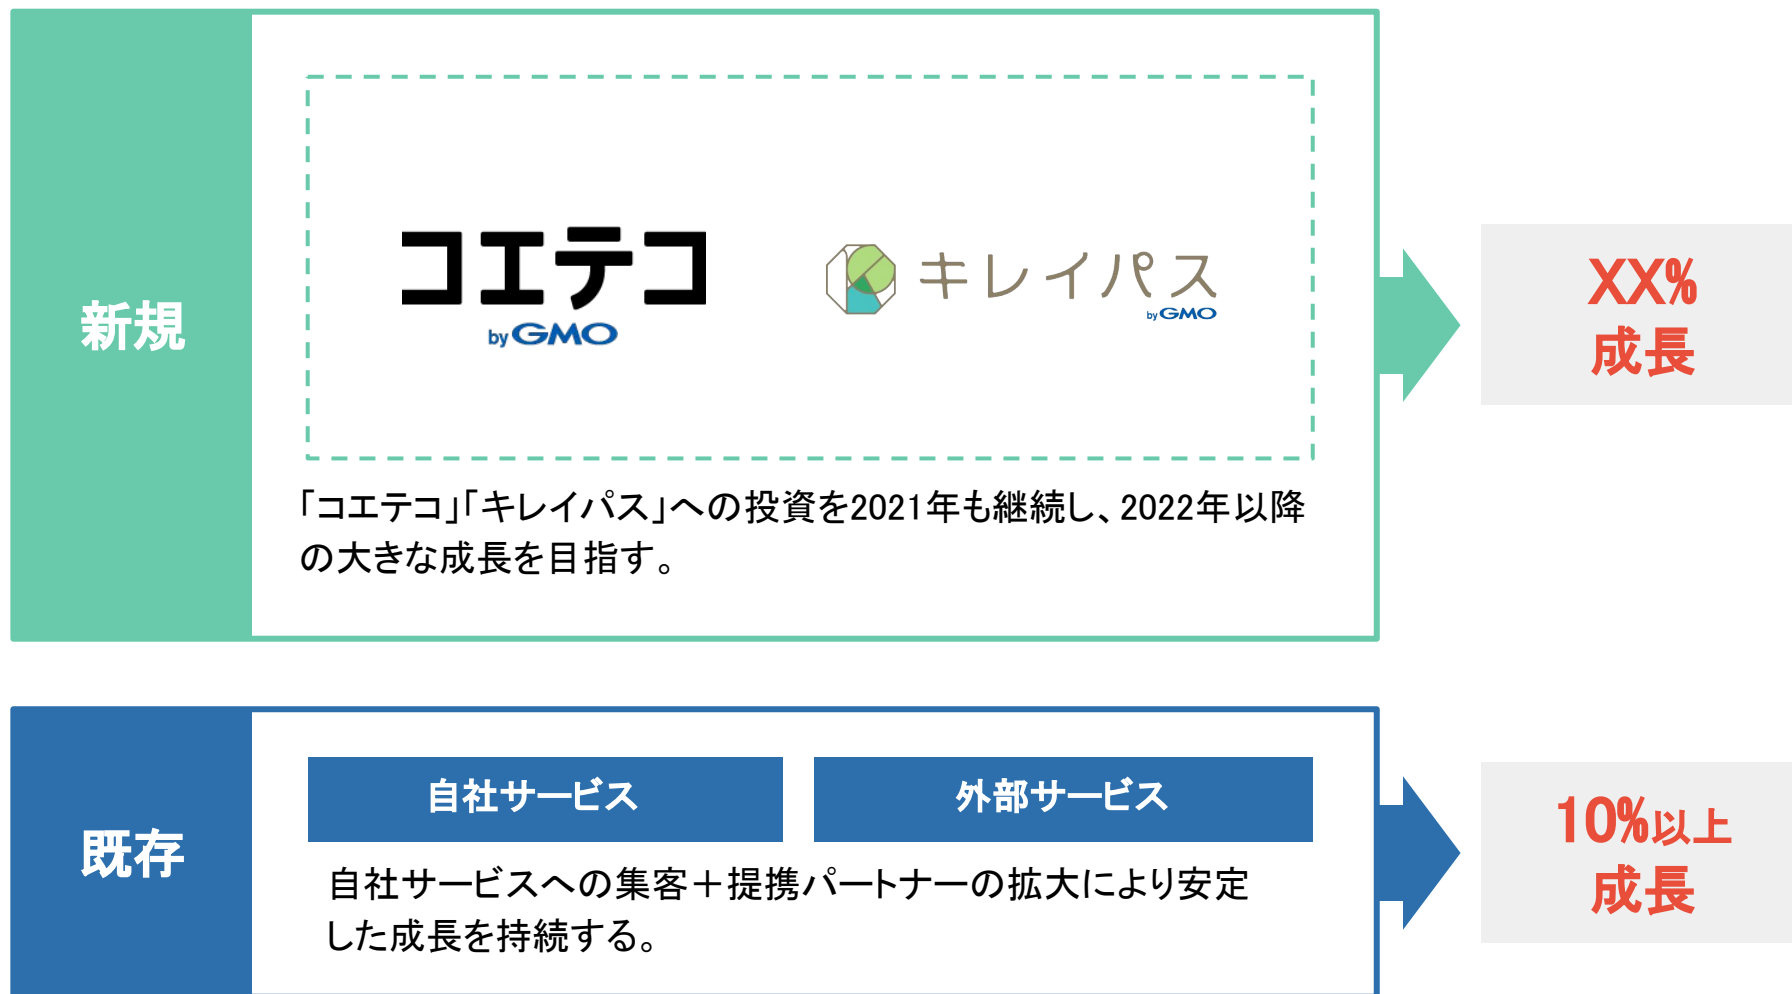 新規
コエテコ
by GMO
キレイパス
by GMO
「コエテコ」「キレイパス」への投資を2021年も継続し、2022年以降
の大きな成長を目指す。
XX%
成長
既存
自社サービス
外部サービス
自社サービスへの集客＋提携パートナーの拡大により安定
した成長を持続する。
10%以上
成長